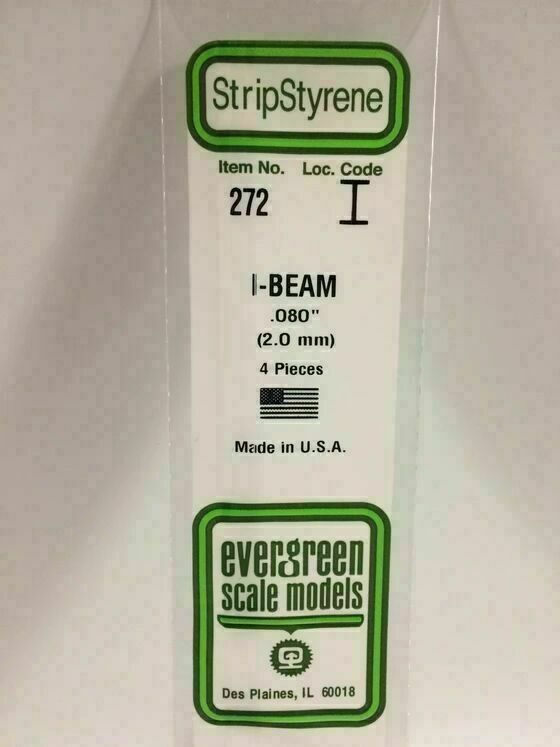 StripStyrene
Item No. Loc. Code
272 I
I-BEAM
.080"
(2.0 mm)
4 Pieces
Made in U.S.A.
evergreen
scale models
Des Plaines, IL 60018